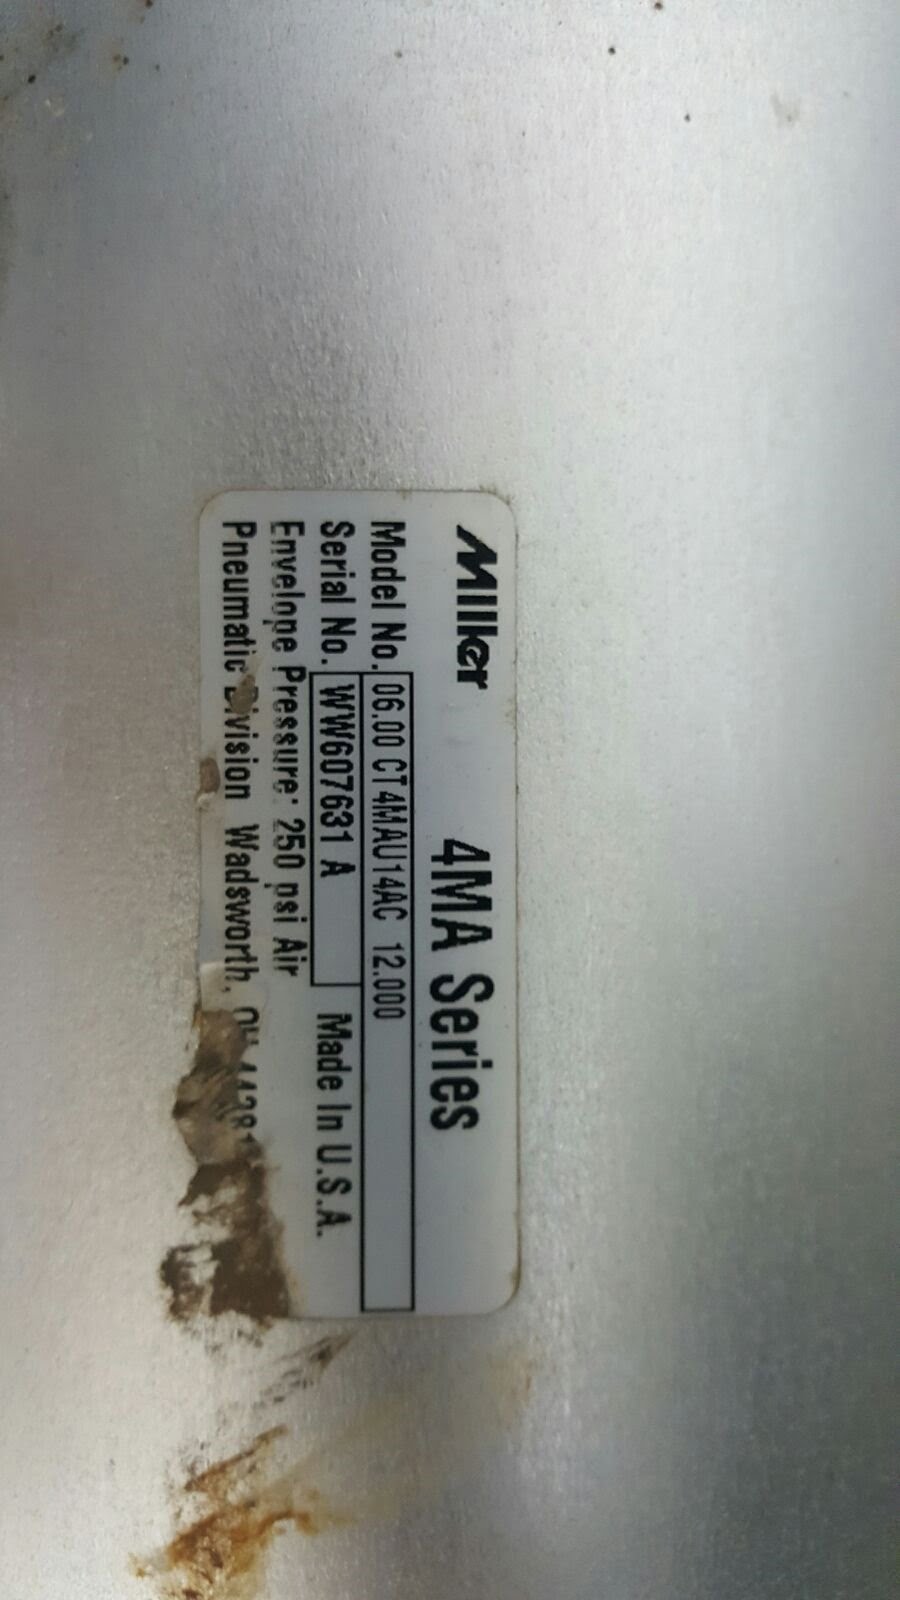 Miller 4MA Series
Model No. 06.00 CT4MAU14AC 12.000
Serial No. WW607631 A Made In U.S.A.
Envelope Pressure: 250 psi Air
Pneumatic Division Wadsworth,